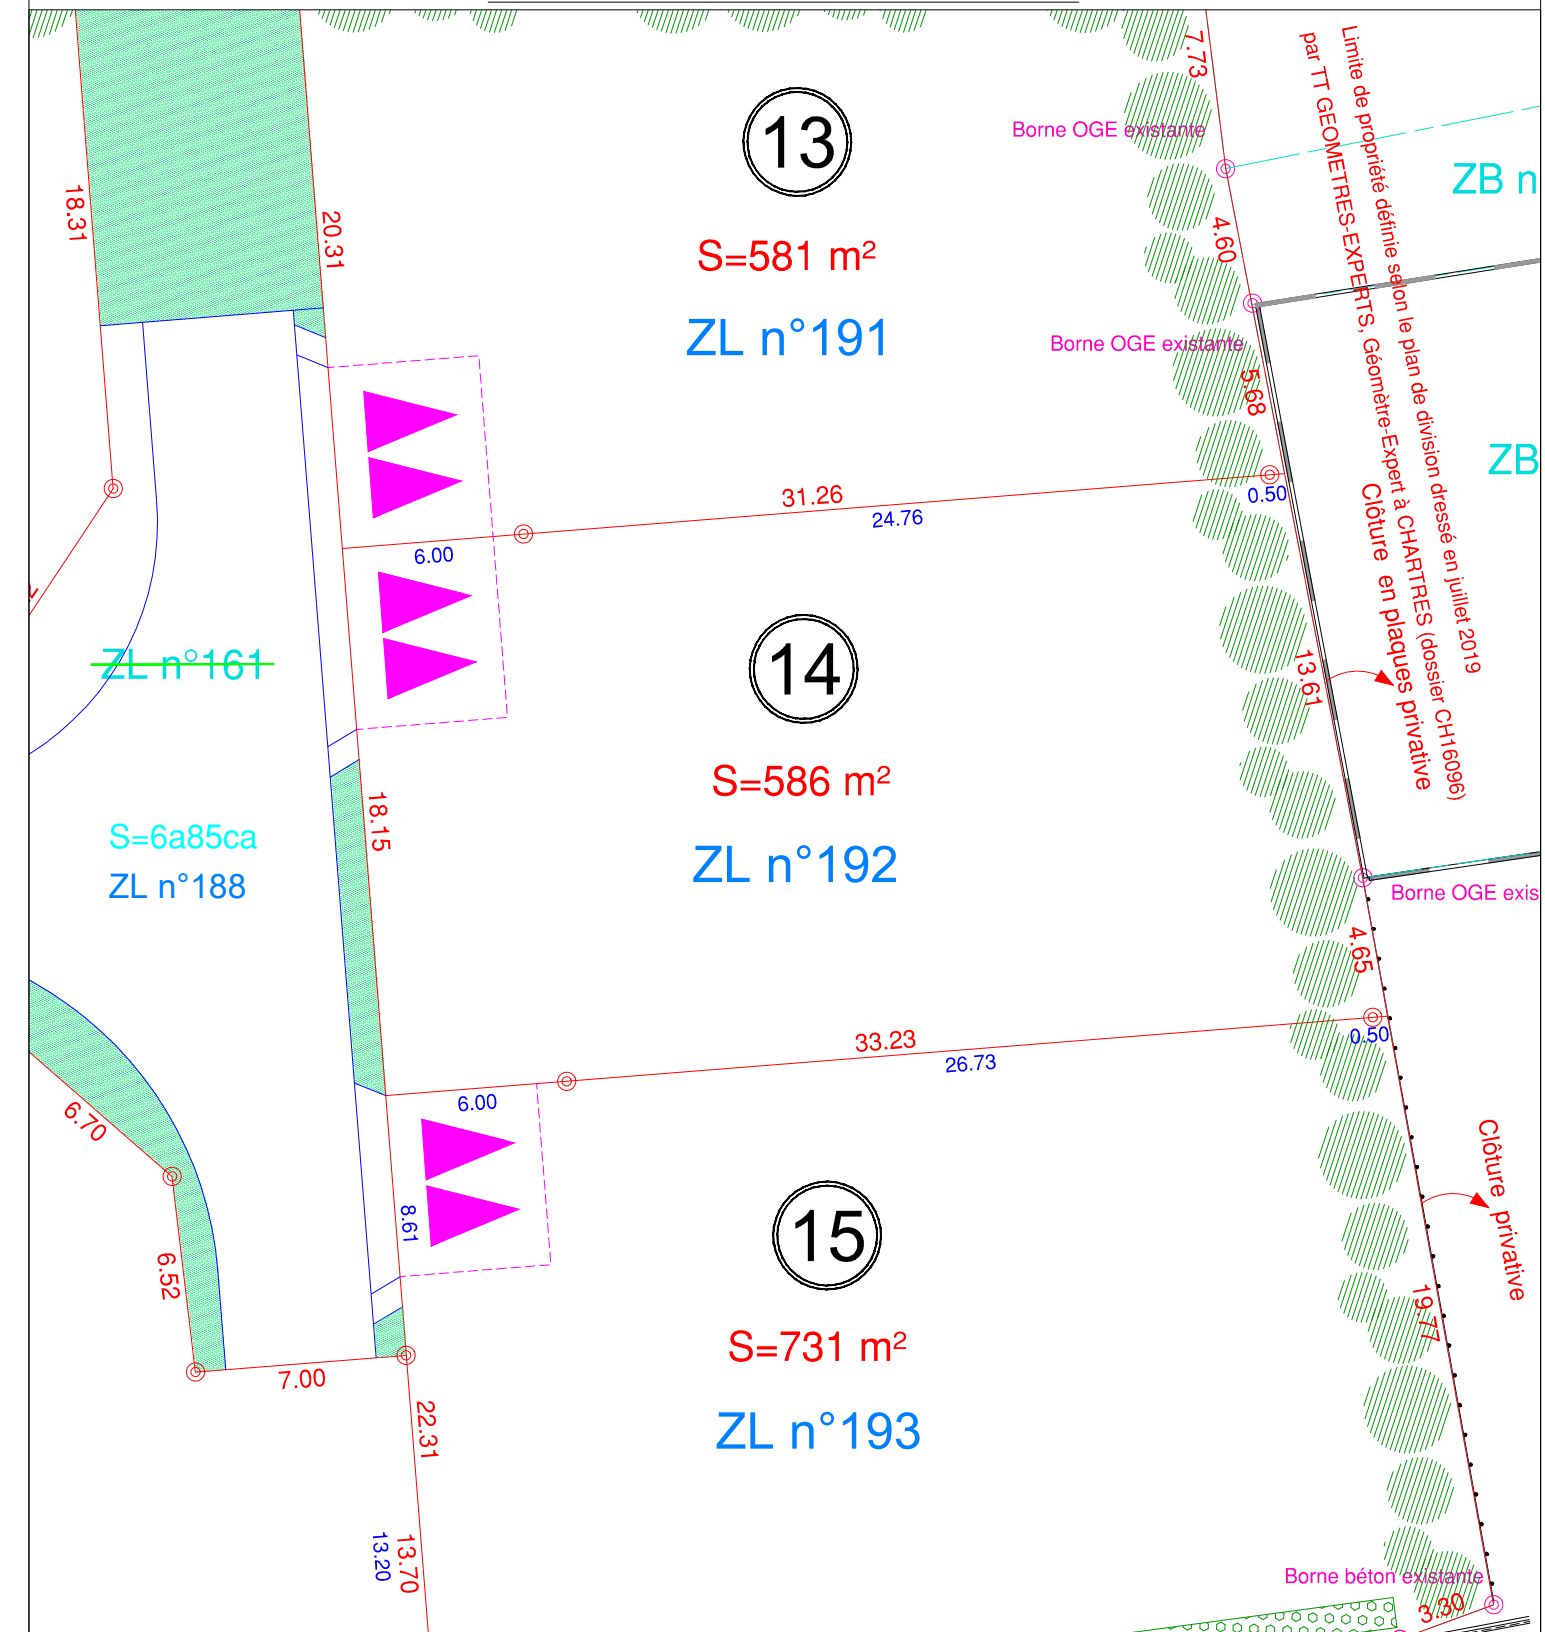 7.73
13
Borne OGE existante
Limite de propriété définie selon le plan de division dressé en juillet 2019
par TT GEOMETRES-EXPERTS, Géomètre-Expert à CHARTRES (dossier CH16096)
ZB n
18.31
20.31
4.60
S=581 m²
ZL n°191
Borne OGE existante
5.68
ZB
31.26
0.50
24.76
6.00
Clôture en plaques privative
ZL n°161
14
13.61
S=586 m²
18.15
S=6a85ca
ZL n°192
ZL n°188
Borne OGE exis
4.65
33.23
0.50
26.73
6.00
6.70
Clôture privative
8.61
15
6.52
19.77
S=731 m²
7.00
22.31
ZL n°193
13.20
13.70
Borne béton existante
3.30